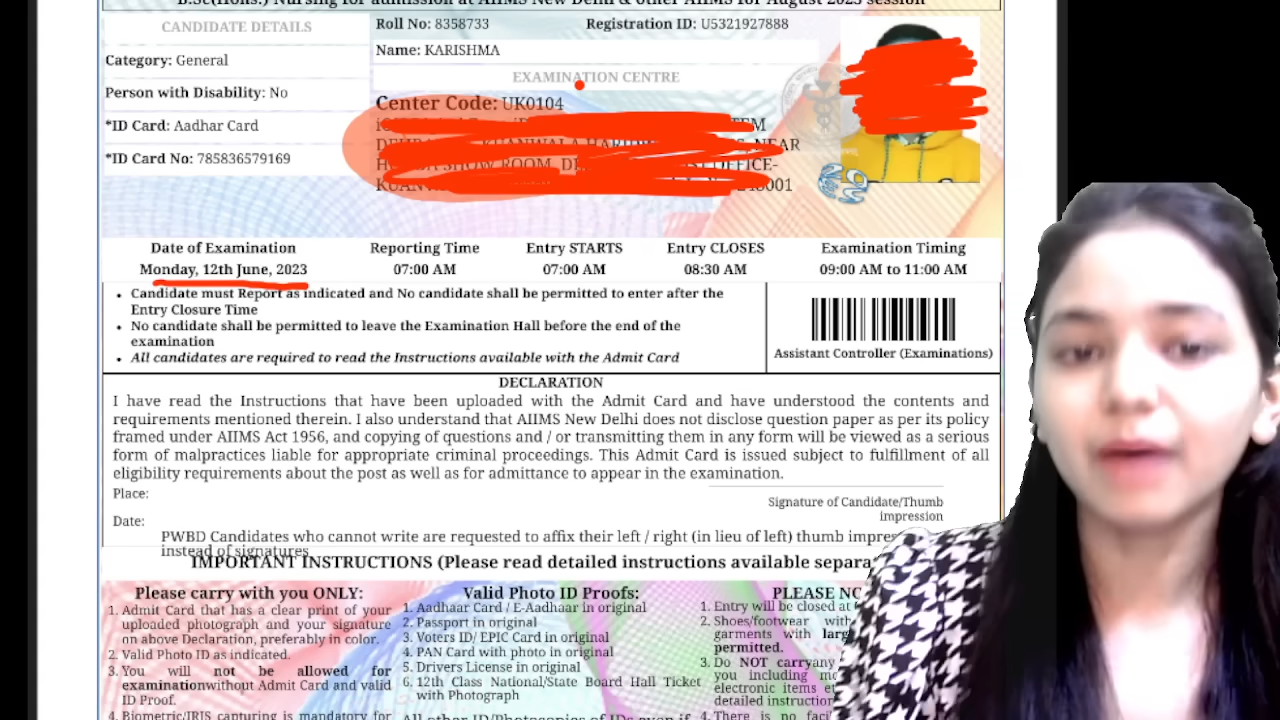 B.Sc(Hons.) Nursing for admission at AIIMS New Delhi & other AIIMS for August 2023 session
CANDIDATE DETAILS
Roll No: 8358733
Registration ID: U5321927888
Category: General
Name: KARISHMA
EXAMINATION CENTRE
Person with Disability: No
Center Code: UK0104
*ID Card: Aadhar Card
*ID Card No: 785836579169
NEAR
OFFICE-
Date of Examination
Reporting Time
Entry STARTS
Entry CLOSES
Examination Timing
Monday, 12th June, 2023
07:00 AM
07:00 AM
08:30 AM
09:00 AM to 11:00 AM
• Candidate must Report as indicated and No candidate shall be permitted to enter after the
Entry Closure Time
• No candidate shall be permitted to leave the Examination Hall before the end of the
examination
• All candidates are required to read the Instructions available with the Admit Card
Assistant Controller (Examinations)
DECLARATION
I have read the Instructions that have been uploaded with the Admit Card and have understood the contents and
requirements mentioned therein. I also understand that AIIMS New Delhi does not disclose question paper as per its policy
framed under AIIMS Act 1956, and copying of questions and / or transmitting them in any form will be viewed as a serious
form of malpractices liable for appropriate criminal proceedings. This Admit Card is issued subject to fulfillment of all
eligibility requirements about the post as well as for admittance to appear in the examination.
Place:
Signature of Candidate/Thumb
impression
Date:
PWBD Candidates who cannot write are requested to affix their left / right (in lieu of left) thumb impres
instead of signatures
IMPORTANT INSTRUCTIONS (Please read detailed instructions available separa
Please carry with you ONLY:
1. Admit Card that has a clear print of your
uploaded photograph and your signature
on above Declaration, preferably in color.
2. Valid Photo ID as indicated.
3. You will not be allowed for
examinationwithout Admit Card and valid
ID Proof.
4. Biometric/IRIS capturing is mandatory for
Valid Photo ID Proofs:
1. Aadhaar Card / E-Aadhaar in original
2. Passport in original
3. Voters ID/ EPIC Card in original
4. PAN Card with photo in original
5. Drivers License in original
6. 12th Class National/State Board Hall Ticket
with Photograph
All other ID/Photocopies of IDs even if
PLEASE NO
1. Entry will be closed at
2. Shoes/footwear with
garments with larg
permitted.
3. Do NOT carryany
you including mo
electronic items et
detailed instruction
4. There is no faci